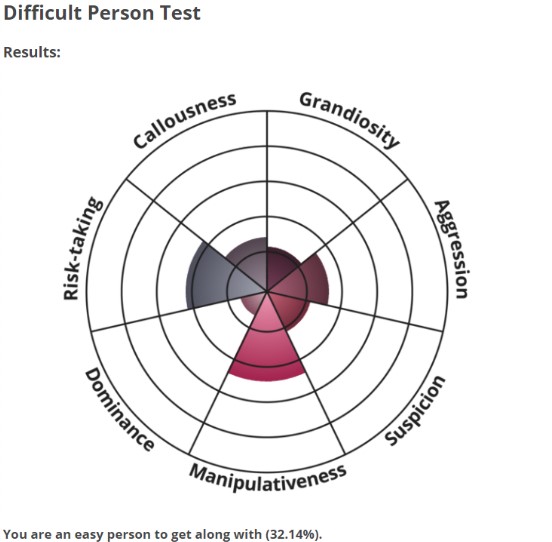 Difficult Person Test
Results:
Callousness
Grandiosity
Risk-taking
Aggression
Dominance
Suspicion
Manipulativeness
You are an easy person to get along with (32.14%).